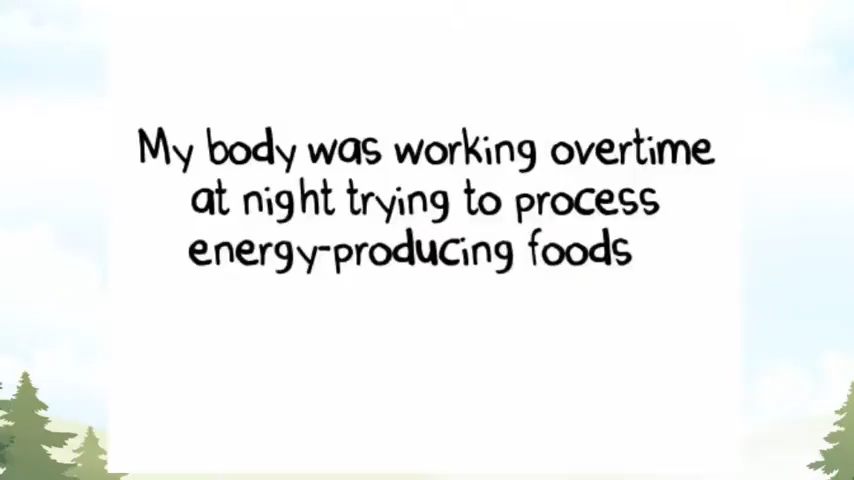 My body was working overtime
at night trying to process
energy-producing foods